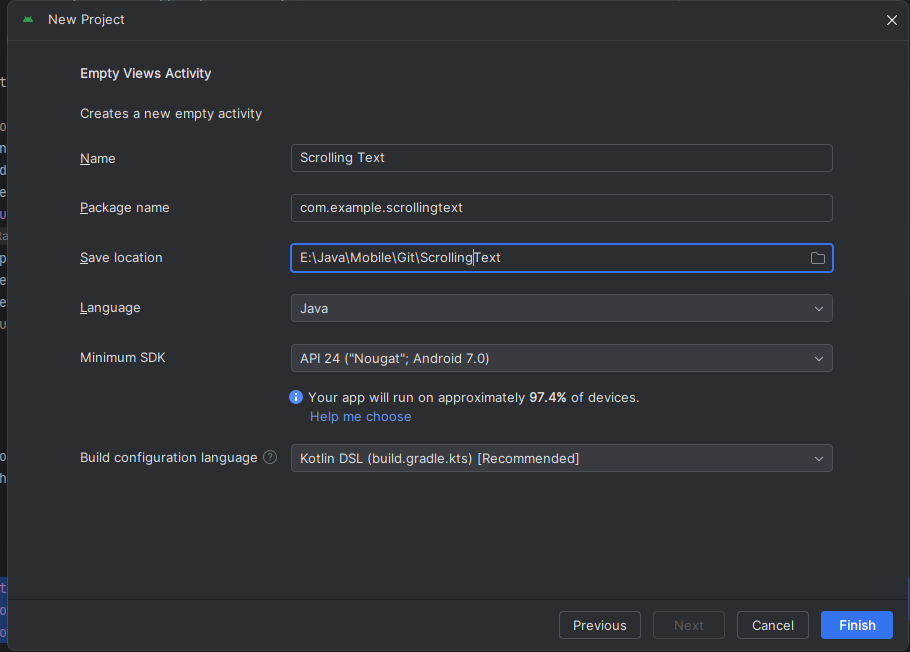 New Project
Empty Views Activity
Creates a new empty activity
Name
Scrolling Text
Package name
com.example.scrollingtext
Save location
E:\Java\Mobile\Git\ScrollingText
Language
Java
Minimum SDK
API 24 ("Nougat"; Android 7.0)
Your app will run on approximately 97.4% of devices.
Help me choose
Build configuration language ?
Kotlin DSL (build.gradle.kts) [Recommended]
Previous
Next
Cancel
Finish